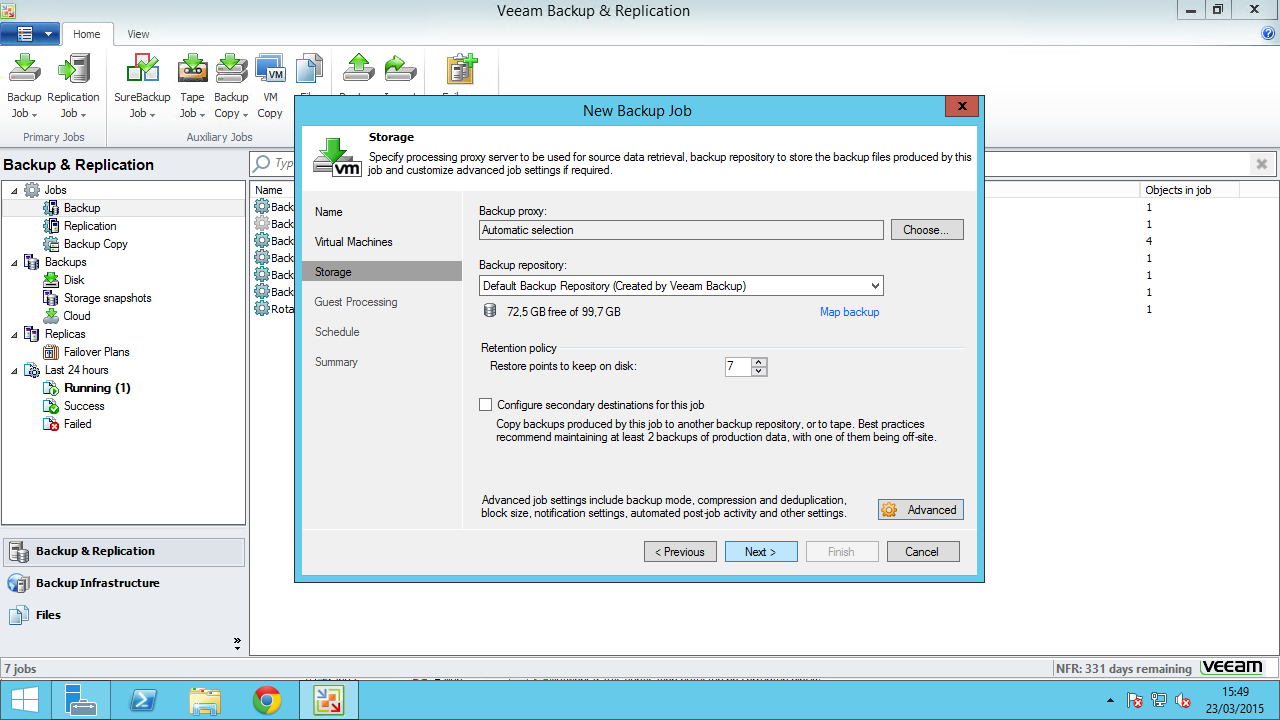 Veeam Backup & Replication
Home View
Backup Job Replication Job SureBackup Job Tape Job Backup Copy VM Copy
Primary Jobs Auxiliary Jobs
New Backup Job
Storage
Specify processing proxy server to be used for source data retrieval, backup repository to store the backup files produced by this
job and customize advanced job settings if required.
Backup & Replication
Jobs
Backup
Replication
Backup Copy
Backups
Disk
Storage snapshots
Cloud
Replicas
Failover Plans
Last 24 hours
Running (1)
Success
Failed
Backup & Replication
Backup Infrastructure
Files
Name Objects in job
1
1
4
1
1
1
1
Name
Virtual Machines
Storage
Guest Processing
Schedule
Summary
Backup proxy:
Automatic selection Choose...
Backup repository:
Default Backup Repository (Created by Veeam Backup)
72,5 GB free of 99,7 GB Map backup
Retention policy
Restore points to keep on disk: 7
Configure secondary destinations for this job
Copy backups produced by this job to another backup repository, or to tape. Best practices
recommend maintaining at least 2 backups of production data, with one of them being off-site.
Advanced job settings include backup mode, compression and deduplication,
block size, notification settings, automated post-job activity and other settings.
Advanced
< Previous Next > Finish Cancel
7 jobs NFR: 331 days remaining veeam
15:49
23/03/2015